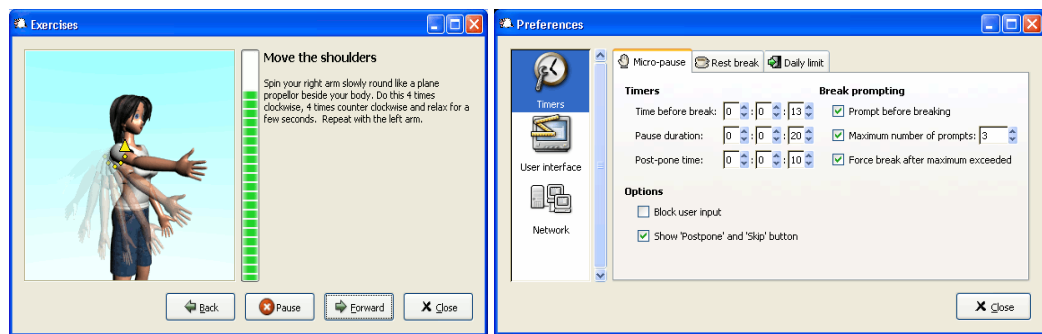 Exercises
Move the shoulders
Spin your right arm slowly round like a plane
propellor beside your body. Do this 4 times
clockwise, 4 times counter clockwise and relax for a
few seconds. Repeat with the left arm.
Back Pause Forward Close
Preferences
Timers
User interface
Network
Micro-pause Rest break Daily limit
Timers Break prompting
Time before break: 0 : 0 : 13 Prompt before breaking
Pause duration: 0 : 0 : 20 Maximum number of prompts: 3
Post-pone time: 0 : 0 : 10 Force break after maximum exceeded
Options
Block user input
Show 'Postpone' and 'Skip' button
Close